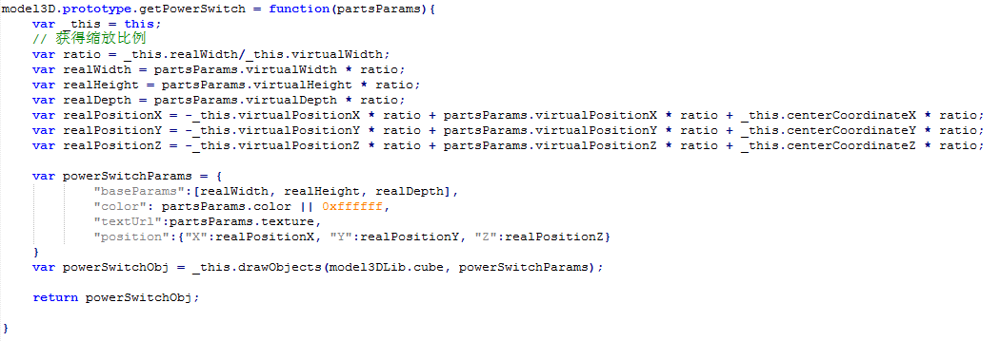 model3D.prototype.getPowerSwitch = function(partsParams){
var _this = this;
// 获得缩放比例
var ratio = _this.realWidth/_this.virtualWidth;
var realWidth = partsParams.virtualWidth * ratio;
var realHeight = partsParams.virtualHeight * ratio;
var realDepth = partsParams.virtualDepth * ratio;
var realPositionX = -_this.virtualPositionX * ratio + partsParams.virtualPositionX * ratio + _this.centerCoordinateX * ratio;
var realPositionY = -_this.virtualPositionY * ratio + partsParams.virtualPositionY * ratio + _this.centerCoordinateY * ratio;
var realPositionZ = -_this.virtualPositionZ * ratio + partsParams.virtualPositionZ * ratio + _this.centerCoordinateZ * ratio;
var powerSwitchParams = {
"baseParams":[realWidth, realHeight, realDepth],
"color": partsParams.color || 0xffffff,
"textUrl":partsParams.texture,
"position":{"X":realPositionX, "Y":realPositionY, "Z":realPositionZ}
}
var powerSwitchObj = _this.drawObjects(model3DLib.cube, powerSwitchParams);
return powerSwitchObj;
}